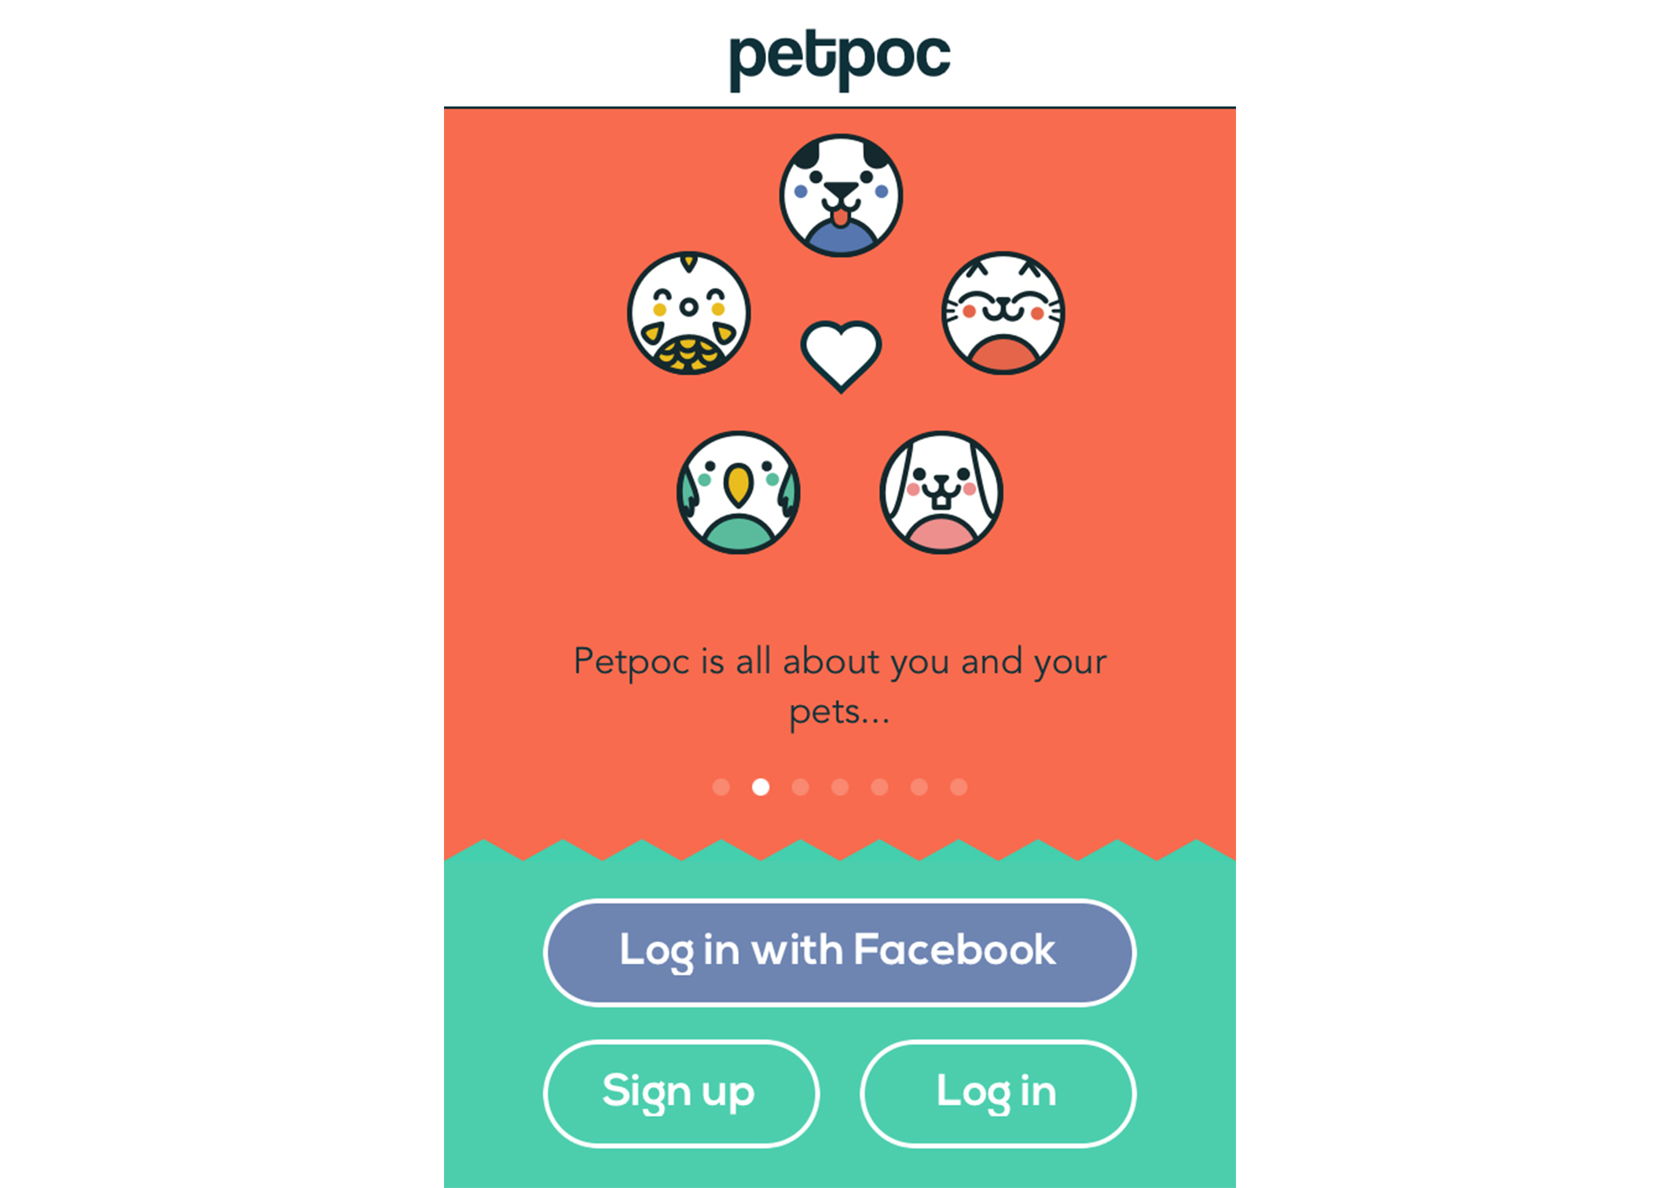 petpoc
Petpoc is all about you and your
pets...
Log in with Facebook
Sign up
Log in